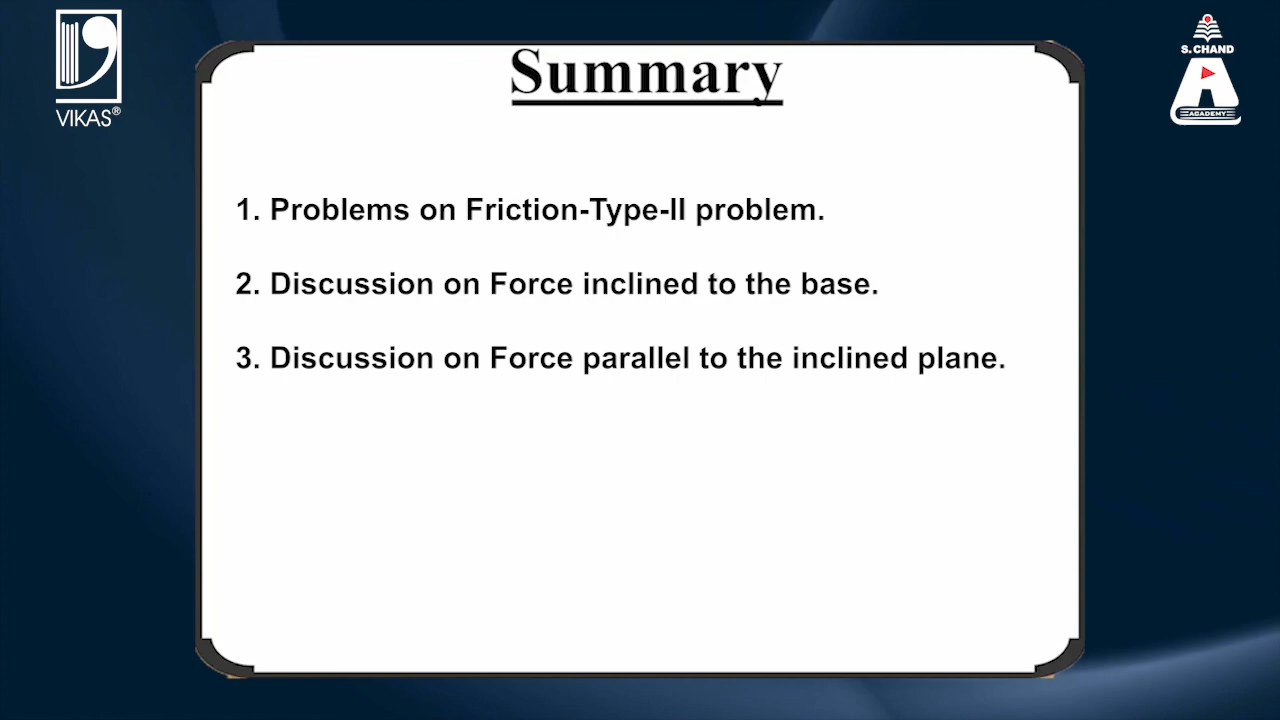 VIKAS®
S.CHAND
ACADEMY
Summary
1. Problems on Friction-Type-II problem.
2. Discussion on Force inclined to the base.
3. Discussion on Force parallel to the inclined plane.